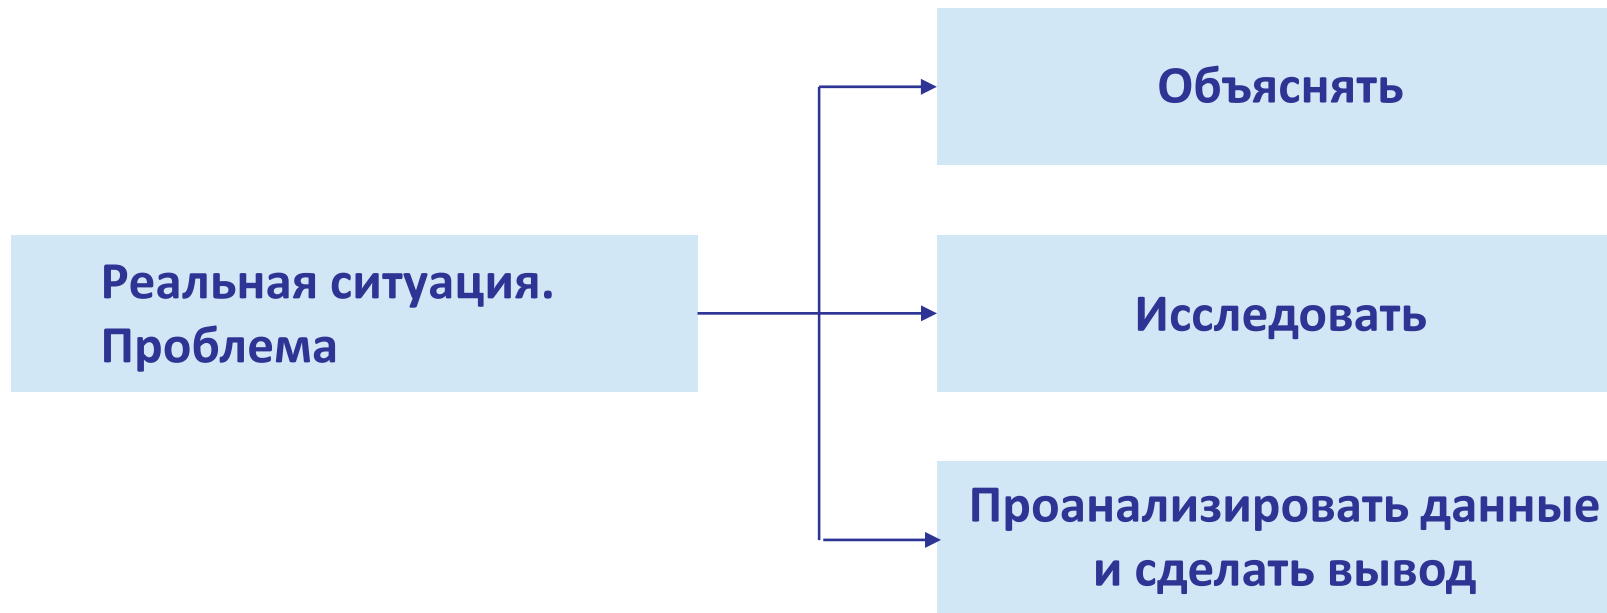 Объяснять
Реальная ситуация.
Проблема
Исследовать
Проанализировать данные
и сделать вывод